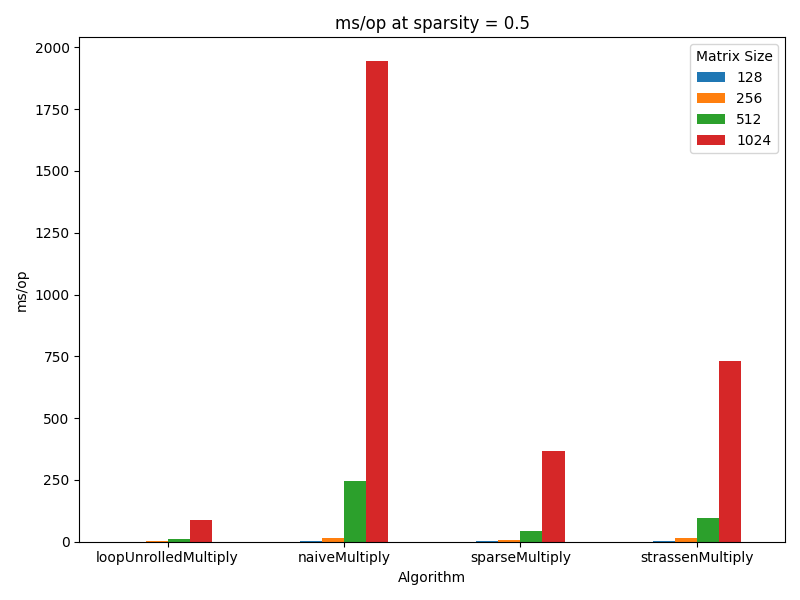 ms/op at sparsity = 0.5
Matrix Size
128
256
512
1024
2000
1750
1500
1250
1000
750
500
250
0
ms/op
loopUnrolledMultiply
naiveMultiply
sparseMultiply
strassenMultiply
Algorithm